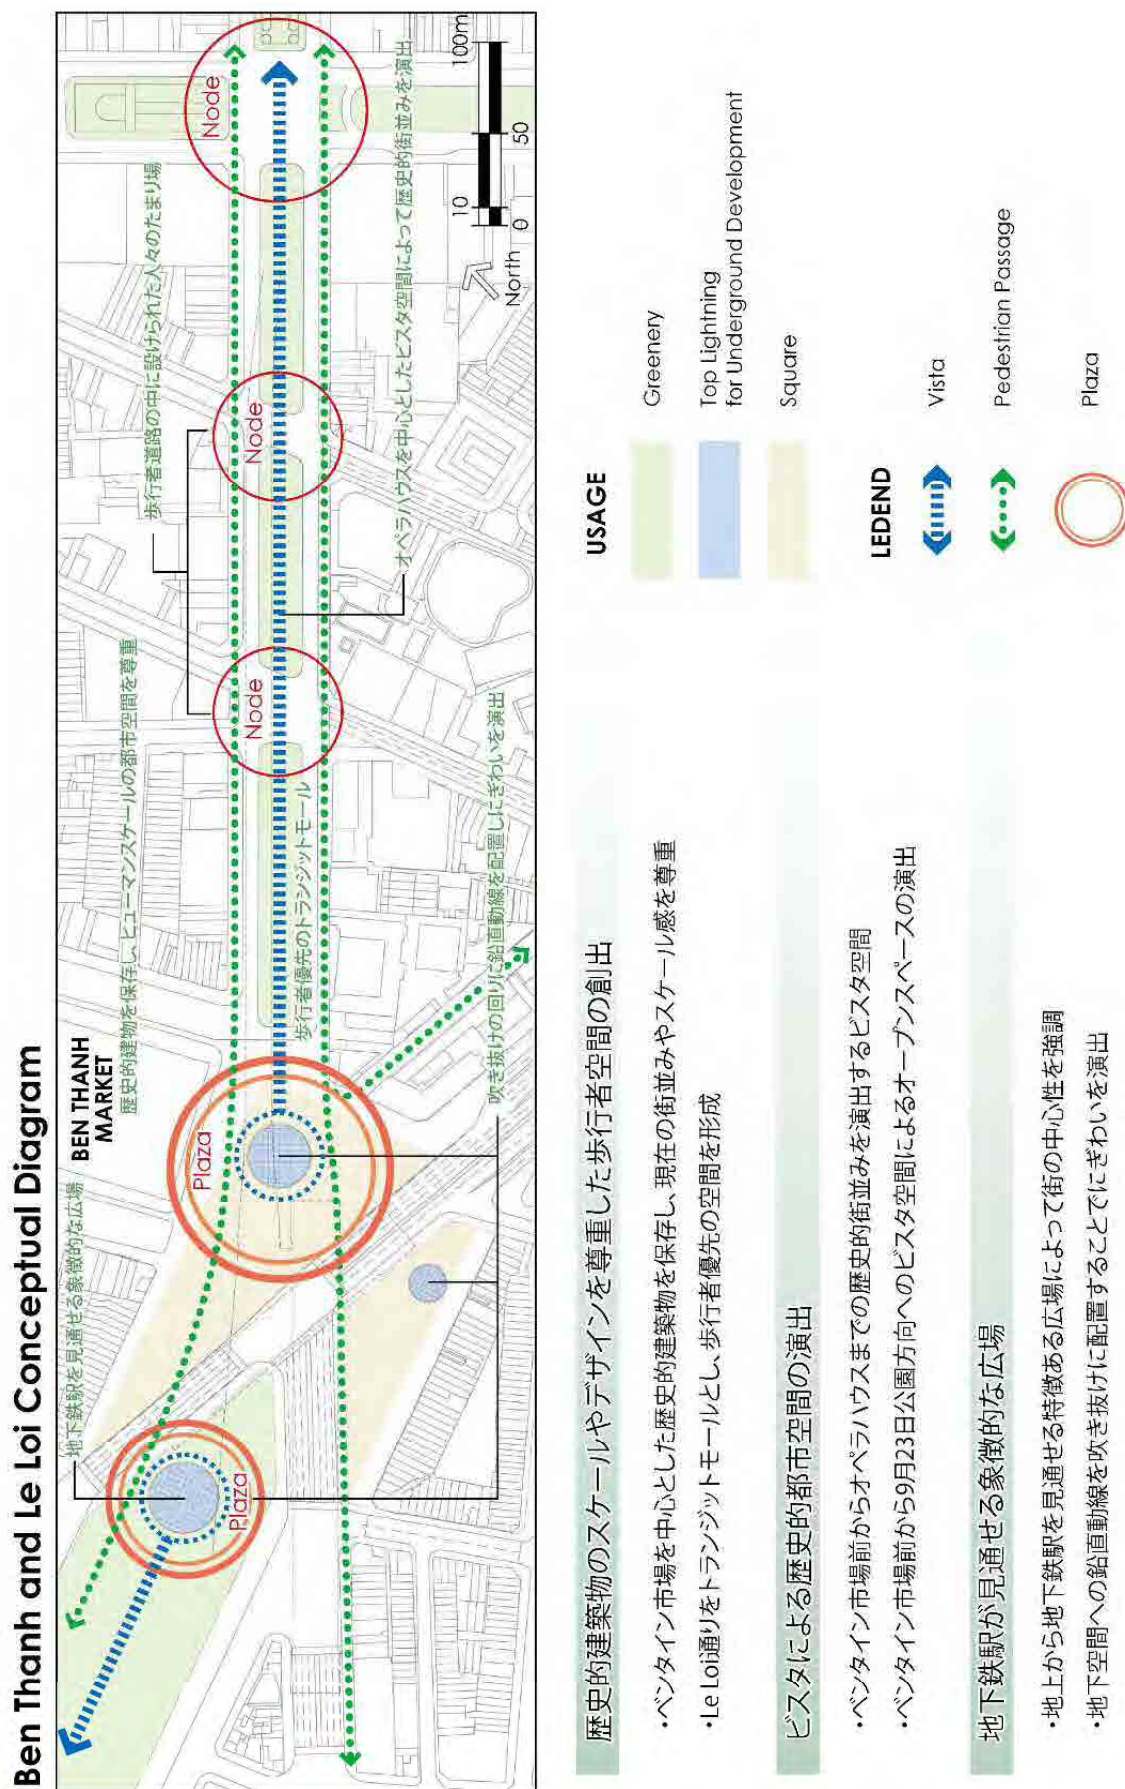 Ben Thanh and Le Loi Conceptual Diagram
地下鉄駅を見通せる象徴的な広場
BEN THANH
MARKET
歴史的建物を保存し、ヒューマンスケールの都市空間を尊重
歩行者道路の中に設けられた人々のたまり場
Plaza
Plaza
Node
Node
Node
歩行者優先のトランジットモール
オペラハウスを中心としたビスタ空間によって歴史的街並みを演出
吹き抜けの回りに鉛直動線を配置しにぎわいを演出
North
0
10
50
100m
歴史的建築物のスケールやデザインを尊重した歩行者空間の創出
・ベンタイン市場を中心とした歴史的建築物を保存し、現在の街並みやスケール感を尊重
・Le Loi通りをトランジットモールとし、歩行者優先の空間を形成
ビスタによる歴史的都市空間の演出
・ベンタイン市場前からオペラハウスまでの歴史的街並みを演出するビスタ空間
・ベンタイン市場前から9月23日公園方向へのビスタ空間によるオープンスペースの演出
地下鉄駅が見通せる象徴的な広場
・地上から地下鉄駅を見通せる特徴ある広場によって街の中心性を強調
・地下空間への鉛直動線を吹き抜けに配置することでにぎわいを演出
USAGE
Greenery
Top Lightning
for Underground Development
Square
LEDEND
Vista
Pedestrian Passage
Plaza